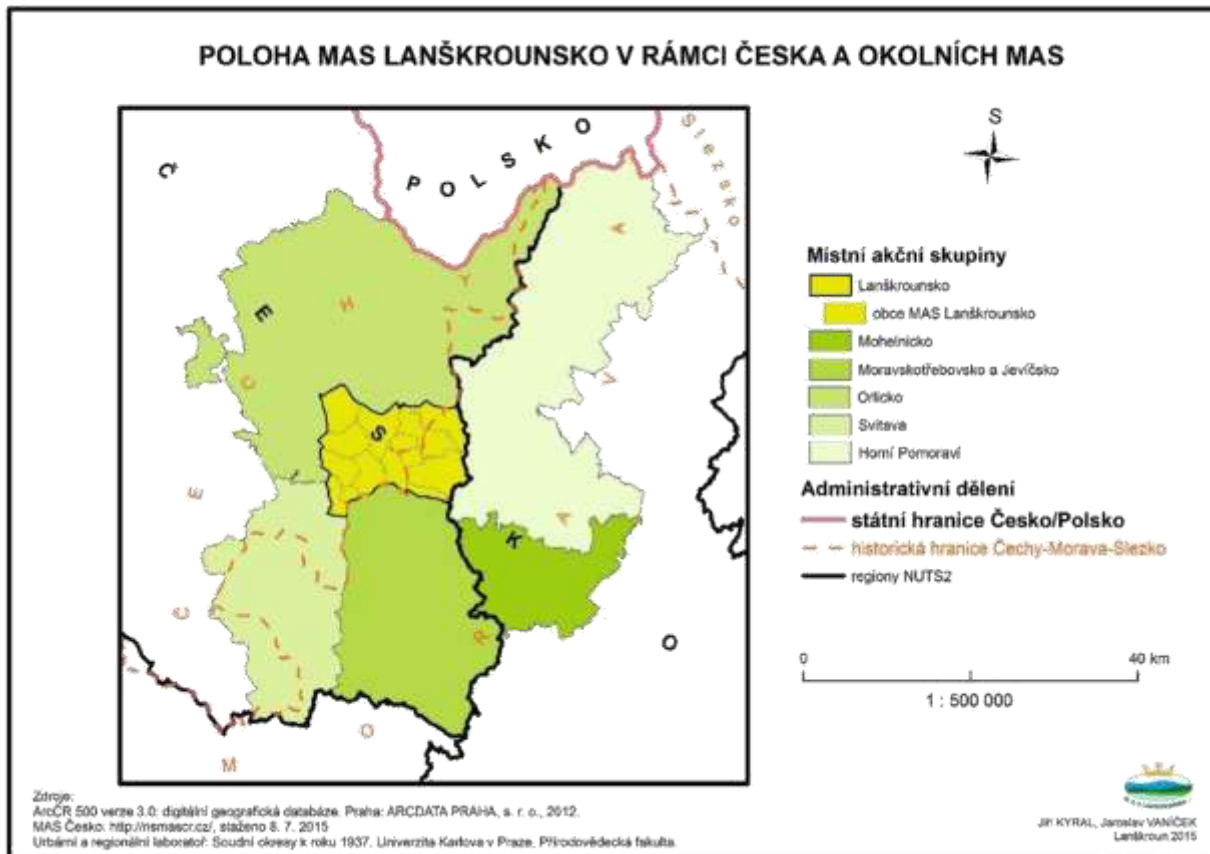 POLOHA MAS LANŠKROUNSKO V RÁMCI ČESKA A OKOLNÍCH MAS
Č E S K O
POLSKO
Slezsko
ČECHY
MORAVA
S
Místní akční skupiny
Lanškrounsko
obce MAS Lanškrounsko
Mohelnicko
Moravskotřebovsko a Jevíčsko
Orlicko
Svitava
Horní Pomoraví
Administrativní dělení
státní hranice Česko/Polsko
historická hranice Čechy-Morava-Slezko
regiony NUTS2
0 40 km
1 : 500 000
Zdroje:
ArcČR 500 verze 3.0: digitální geografická databáze. Praha: ARCDATA PRAHA, s. r. o., 2012.
MAS Česko. http://nsmascr.cz/, staženo 8. 7. 2015
Urbánní a regionální laboratoř: Soudní okresy k roku 1937. Univerzita Karlova v Praze, Přírodovědecká fakulta.
Jiří KYRAL, Jaroslav VANÍČEK
Lanškroun 2015